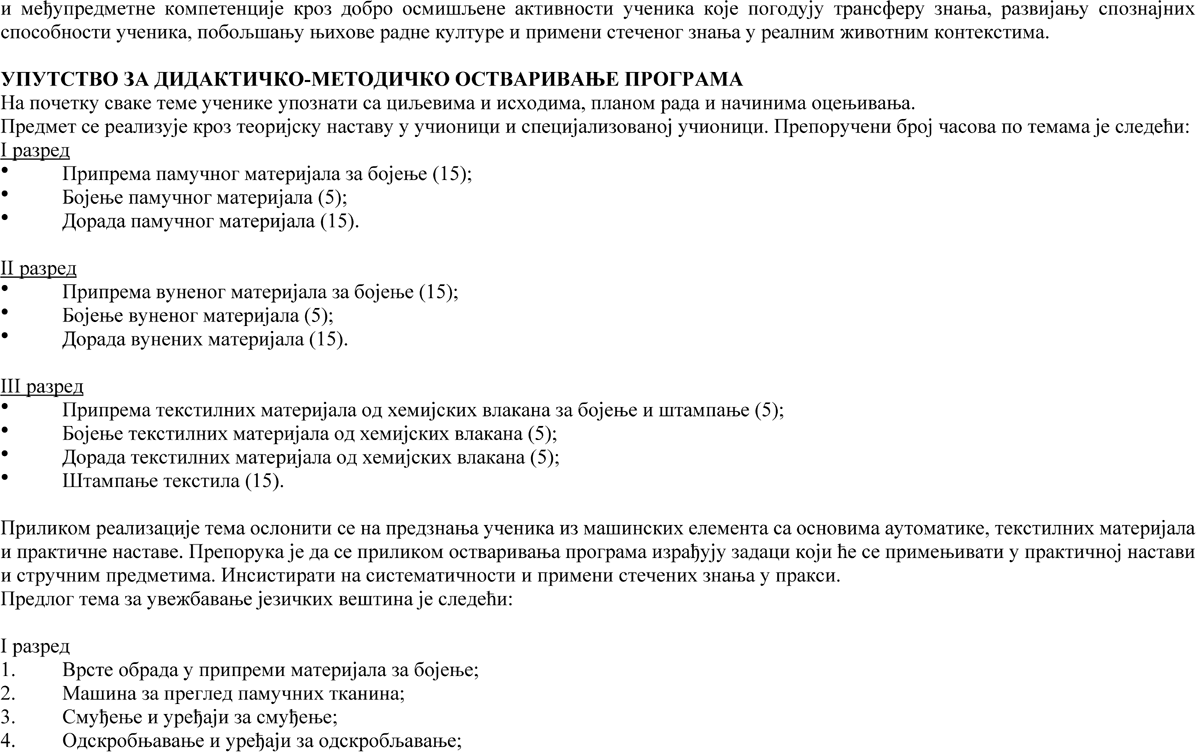 и међупредметне компетенције кроз добро осмишљене активности ученика које погодују трансферу знања, развијању спознајних
способности ученика, побољшању њихове радне културе и примени стеченог знања у реалним животним контекстима.
УПУТСТВО ЗА ДИДАКТИЧКО-МЕТОДИЧКО ОСТВАРИВАЊЕ ПРОГРАМА
На почетку сваке теме ученике упознати са циљевима и исходима, планом рада и начинима оцењивања.
Предмет се реализује кроз теоријску наставу у учионици и специјализованој учионици. Препоручени број часова по темама је следећи:
I разред
• Припрема памучног материјала за бојење (15);
• Бојење памучног материјала (5);
• Дорада памучног материјала (15).
II разред
• Припрема вуненог материјала за бојење (15);
• Бојење вуненог материјала (5);
• Дорада вунених материјала (15).
III разред
• Припрема текстилних материјала од хемијских влакана за бојење и штампање (5);
• Бојење текстилних материјала од хемијских влакана (5);
• Дорада текстилних материјала од хемијских влакана (5);
• Штампање текстила (15).
Приликом реализације тема ослонити се на предзнања ученика из машинских елемента са основима аутоматике, текстилних материјала
и практичне наставе. Препорука је да се приликом остваривања програма израђују задаци који ће се примењивати у практичној настави
и стручним предметима. Инсистирати на систематичности и примени стечених знања у пракси.
Предлог тема за увежбавање језичких вештина је следећи:
I разред
1. Врсте обрада у припреми материјала за бојење;
2. Машина за преглед памучних тканина;
3. Смуђење и уређаји за смуђење;
4. Одскробњавање и уређаји за одскробљавање;